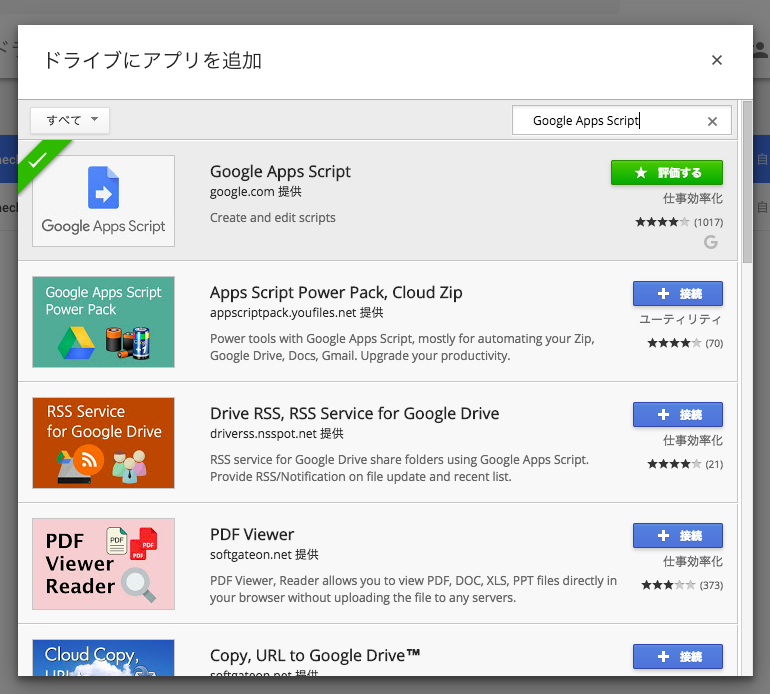 ドライブにアプリを追加
×
すべて
Google Apps Script
×
Google Apps Script
Google Apps Script
google.com 提供
Create and edit scripts
★ 評価する
仕事効率化
(1017)
G
Google Apps Script
Power Pack
Apps Script Power Pack, Cloud Zip
appscriptpack.youfiles.net 提供
Power tools with Google Apps Script, mostly for automating your Zip,
Google Drive, Docs, Gmail. Upgrade your productivity.
+ 接続
ユーティリティ
(70)
RSS Service
for Google Drive
Drive RSS, RSS Service for Google Drive
driverss.nsspot.net 提供
RSS service for Google Drive share folders using Google Apps Script.
Provide RSS/Notification on file update and recent list.
+ 接続
仕事効率化
(21)
PDF
Viewer
Reader
PDF
PDF
PDF
PDF Viewer
softgateon.net 提供
PDF Viewer, Reader allows you to view PDF, DOC, XLS, PPT files directly in
your browser without uploading the file to any servers.
+ 接続
仕事効率化
(373)
Cloud Copy,
Copy, URL to Google Drive™
softgateon.net 提供
+ 接続
自
自